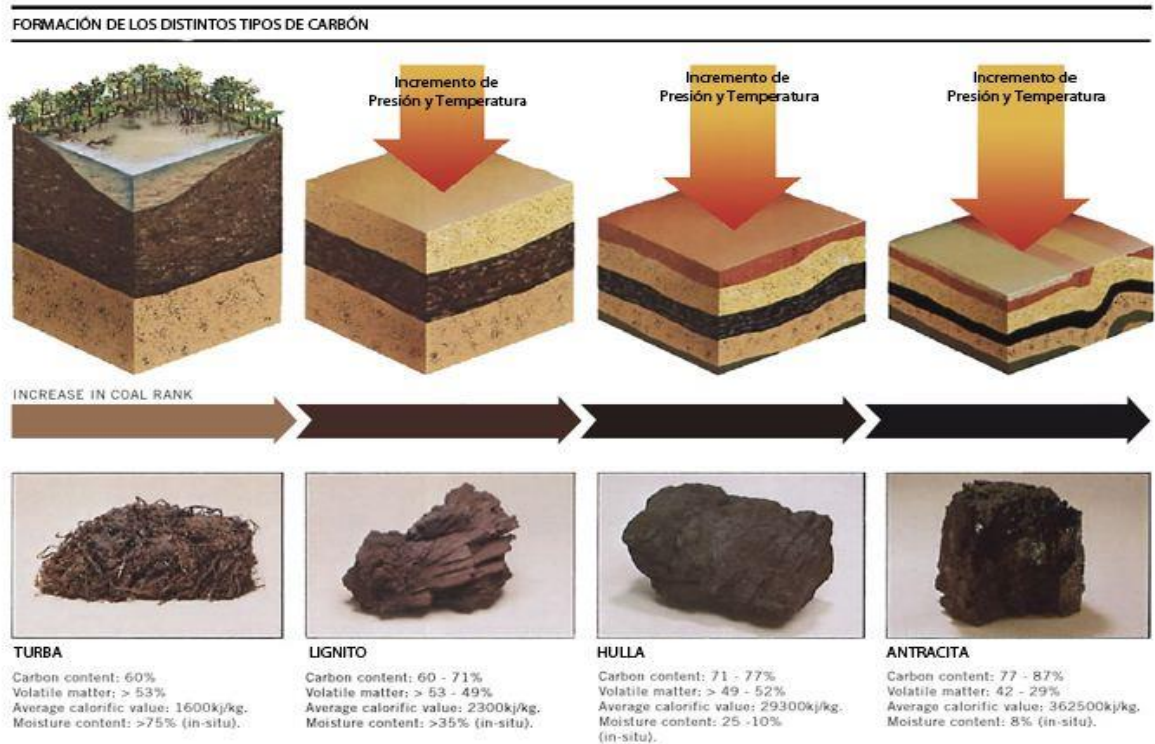 FORMACIÓN DE LOS DISTINTOS TIPOS DE CARBÓN
Incremento de
Presión y Temperatura
Incremento de
Presión y Temperatura
Incremento de
Presión y Temperatura
INCREASE IN COAL RANK
TURBA
Carbon content: 60%
Volatile matter: > 53%
Average calorific value: 1600kj/kg.
Moisture content: >75% (in-situ).
LIGNITO
Carbon content: 60 - 71%
Volatile matter: > 53 - 49%
Average calorific value: 2300kj/kg.
Moisture content: >35% (in-situ).
HULLA
Carbon content: 71 - 77%
Volatile matter: > 49 - 52%
Average calorific value: 29300kj/kg.
Moisture content: 25 -10%
(in-situ).
ANTRACITA
Carbon content: 77 - 87%
Volatile matter: 42 - 29%
Average calorific value: 362500kj/kg.
Moisture content: 8% (in-situ).